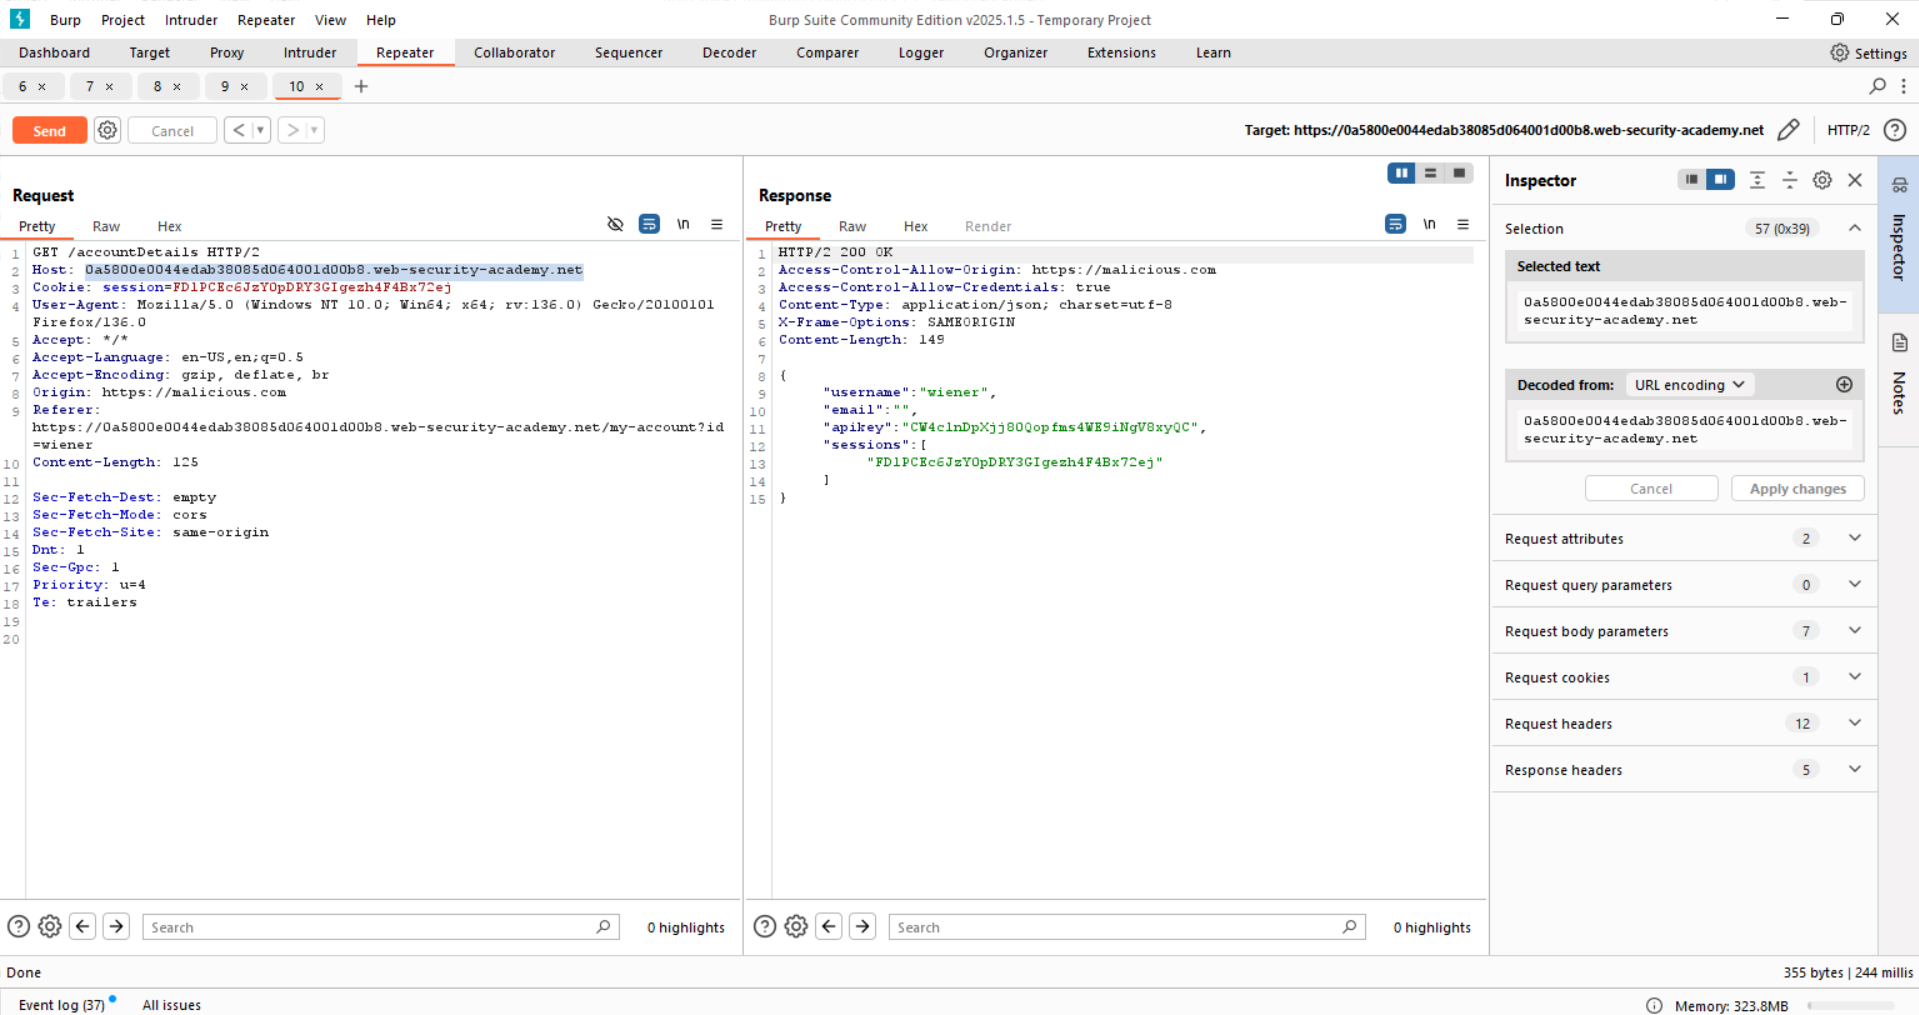 Burp Project Intruder Repeater View Help Burp Suite Community Edition v2025.1.5 - Temporary Project
Dashboard Target Proxy Intruder Repeater Collaborator Sequencer Decoder Comparer Logger Organizer Extensions Learn Settings
6 × 7 × 8 × 9 × 10 × +
Send Cancel < > Target: https://0a5800e0044edab38085d064001d00b8.web-security-academy.net HTTP/2
Request
Pretty Raw Hex \n
1 GET /accountDetails HTTP/2
2 Host: 0a5800e0044edab38085d064001d00b8.web-security-academy.net
3 Cookie: session=FD1PCEc6JzYOpDRY3GIgezh4F4Bx72ej
4 User-Agent: Mozilla/5.0 (Windows NT 10.0; Win64; x64; rv:136.0) Gecko/20100101
Firefox/136.0
5 Accept: */*
6 Accept-Language: en-US,en;q=0.5
7 Accept-Encoding: gzip, deflate, br
8 Origin: https://malicious.com
9 Referer:
https://0a5800e0044edab38085d064001d00b8.web-security-academy.net/my-account?id
=wiener
10 Content-Length: 125
11
12 Sec-Fetch-Dest: empty
13 Sec-Fetch-Mode: cors
14 Sec-Fetch-Site: same-origin
15 Dnt: 1
16 Sec-Gpc: 1
17 Priority: u=4
18 Te: trailers
19
20
Search 0 highlights
Response
Pretty Raw Hex Render \n
1 HTTP/2 200 OK
2 Access-Control-Allow-Origin: https://malicious.com
3 Access-Control-Allow-Credentials: true
4 Content-Type: application/json; charset=utf-8
5 X-Frame-Options: SAMEORIGIN
6 Content-Length: 149
7
8 {
9 "username":"wiener",
10 "email":"",
11 "apikey":"CW4clnDpXjj80Qopfms4WE9iNgV8xyQC",
12 "sessions":[
13 "FD1PCEc6JzYOpDRY3GIgezh4F4Bx72ej"
14 ]
15 }
Search 0 highlights
Inspector
Selection 57 (0x39)
Selected text
0a5800e0044edab38085d064001d00b8.web-
security-academy.net
Decoded from: URL encoding
0a5800e0044edab38085d064001d00b8.web-
security-academy.net
Cancel Apply changes
Request attributes 2
Request query parameters 0
Request body parameters 7
Request cookies 1
Request headers 12
Response headers 5
Inspector
Notes
Done 355 bytes | 244 millis
Event log (37) All issues Memory: 323.8MB